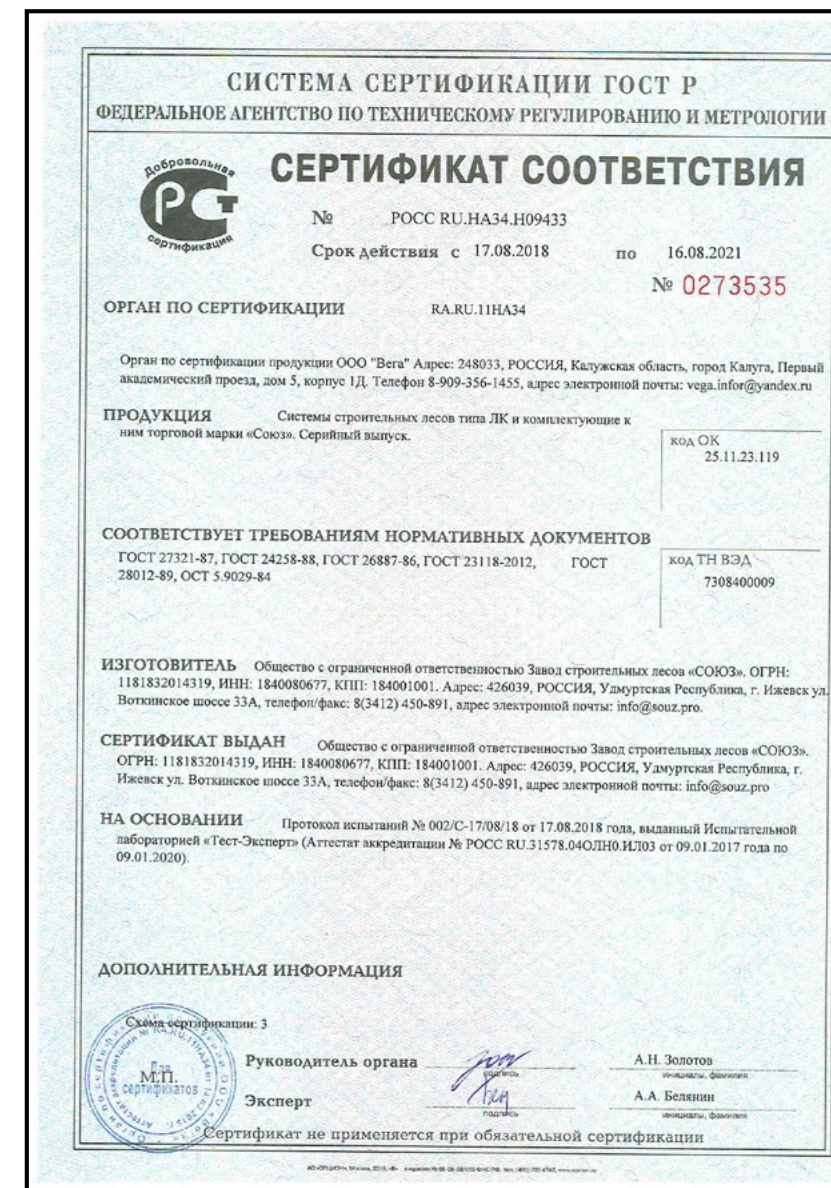 СИСТЕМА СЕРТИФИКАЦИИ ГОСТ Р
ФЕДЕРАЛЬНОЕ АГЕНТСТВО ПО ТЕХНИЧЕСКОМУ РЕГУЛИРОВАНИЮ И МЕТРОЛОГИИ
Добровольная
РСТ
сертификация
СЕРТИФИКАТ СООТВЕТСТВИЯ
№ РОСС RU.НА34.Н09433
Срок действия с 17.08.2018 по 16.08.2021
№ 0273535
ОРГАН ПО СЕРТИФИКАЦИИ RA.RU.11НА34
Орган по сертификации продукции ООО "Вега" Адрес: 248033, РОССИЯ, Калужская область, город Калуга, Первый
академический проезд, дом 5, корпус 1Д. Телефон 8-909-356-1455, адрес электронной почты: vega.infor@yandex.ru
ПРОДУКЦИЯ Системы строительных лесов типа ЛК и комплектующие к
ним торговой марки «Союз». Серийный выпуск.
код ОК
25.11.23.119
СООТВЕТСТВУЕТ ТРЕБОВАНИЯМ НОРМАТИВНЫХ ДОКУМЕНТОВ
ГОСТ 27321-87, ГОСТ 24258-88, ГОСТ 26887-86, ГОСТ 23118-2012, ГОСТ
28012-89, ОСТ 5.9029-84
код ТН ВЭД
7308400009
ИЗГОТОВИТЕЛЬ Общество с ограниченной ответственностью Завод строительных лесов «СОЮЗ». ОГРН:
1181832014319, ИНН: 1840080677, КПП: 184001001. Адрес: 426039, РОССИЯ, Удмуртская Республика, г. Ижевск ул.
Воткинское шоссе 33А, телефон/факс: 8(3412) 450-891, адрес электронной почты: info@souz.pro.
СЕРТИФИКАТ ВЫДАН Общество с ограниченной ответственностью Завод строительных лесов «СОЮЗ».
ОГРН: 1181832014319, ИНН: 1840080677, КПП: 184001001. Адрес: 426039, РОССИЯ, Удмуртская Республика, г.
Ижевск ул. Воткинское шоссе 33А, телефон/факс: 8(3412) 450-891, адрес электронной почты: info@souz.pro
НА ОСНОВАНИИ Протокол испытаний № 002/С-17/08/18 от 17.08.2018 года, выданный Испытательной
лабораторией «Тест-Эксперт» (Аттестат аккредитации № РОСС RU.31578.04ОЛН0.ИЛ03 от 09.01.2017 года по
09.01.2020).
ДОПОЛНИТЕЛЬНАЯ ИНФОРМАЦИЯ
Схема сертификации: 3
Для
М.П.
сертификатов
Руководитель органа А.Н. Золотов
подпись инициалы, фамилия
Эксперт А.А. Белянин
подпись инициалы, фамилия
Сертификат не применяется при обязательной сертификации